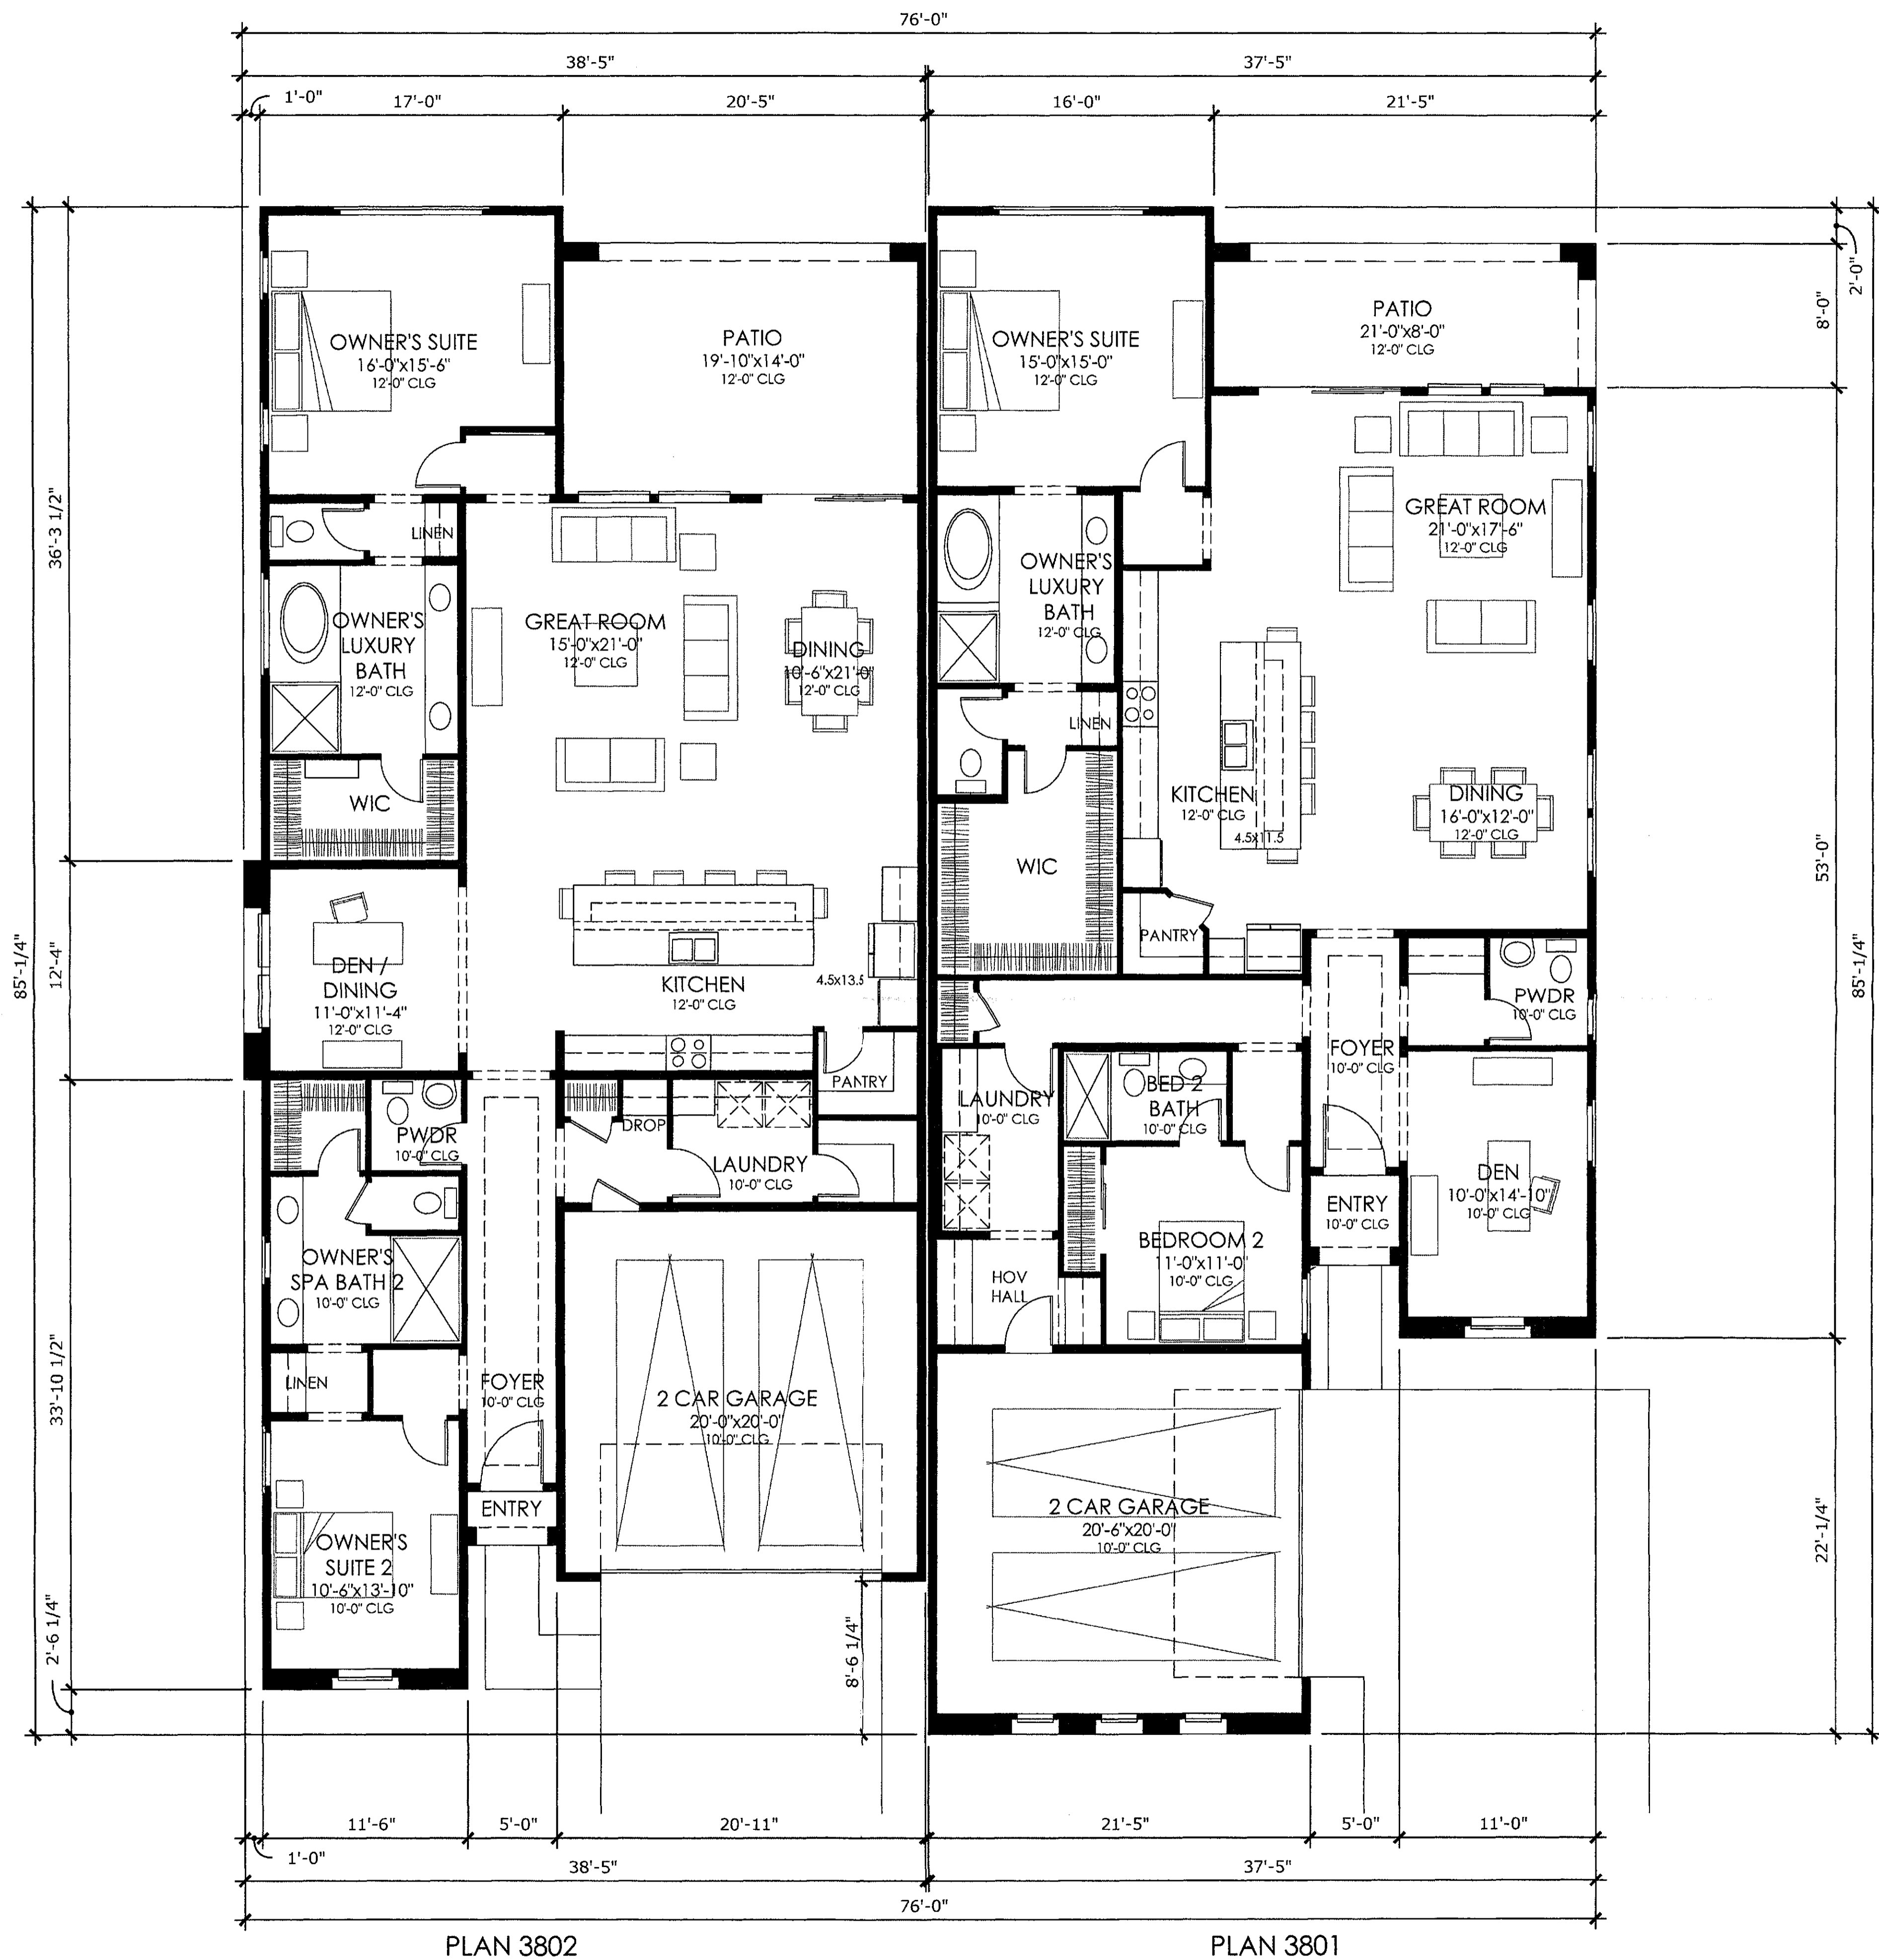 76'-0"
38'-5"
37'-5"
1'-0"
17'-0"
20'-5"
16'-0"
21'-5"
OWNER'S SUITE
16'-0"x15'-6"
12'-0" CLG
PATIO
19'-10"x14'-0"
12'-0" CLG
OWNER'S SUITE
15'-0"x15'-0"
12'-0" CLG
PATIO
21'-0"x8'-0"
12'-0" CLG
2'-0"
8'-0"
36'-3 1/2"
LINEN
OWNER'S
LUXURY
BATH
12'-0" CLG
GREAT ROOM
15'-0"x21'-0"
12'-0" CLG
DINING
10'-6"x21'-0"
12'-0" CLG
OWNER'S
LUXURY
BATH
12'-0" CLG
GREAT ROOM
21'-0"x17'-6"
12'-0" CLG
LINEN
WIC
KITCHEN
12'-0" CLG
4.5x11.5
DINING
16'-0"x12'-0"
12'-0" CLG
WIC
53'-0"
85'-1/4"
12'-4"
DEN /
DINING
11'-0"x11'-4"
12'-0" CLG
KITCHEN
12'-0" CLG
4.5x13.5
PANTRY
PANTRY
PWDR
10'-0" CLG
85'-1/4"
FOYER
10'-0" CLG
PWDR
10'-0" CLG
DROP
LAUNDRY
10'-0" CLG
LAUNDRY
10'-0" CLG
BED 2
BATH
10'-0" CLG
DEN
10'-0"x14'-10"
10'-0" CLG
ENTRY
10'-0" CLG
OWNER'S
SPA BATH 2
10'-0" CLG
HOV
HALL
BEDROOM 2
11'-0"x11'-0"
10'-0" CLG
33'-10 1/2"
LINEN
FOYER
10'-0" CLG
2 CAR GARAGE
20'-0"x20'-0"
10'-0" CLG
ENTRY
2 CAR GARAGE
20'-6"x20'-0"
10'-0" CLG
22'-1/4"
OWNER'S
SUITE 2
10'-6"x13'-10"
10'-0" CLG
2'-6 1/4"
8'-6 1/4"
11'-6"
5'-0"
20'-11"
21'-5"
5'-0"
11'-0"
1'-0"
38'-5"
37'-5"
76'-0"
PLAN 3802
PLAN 3801